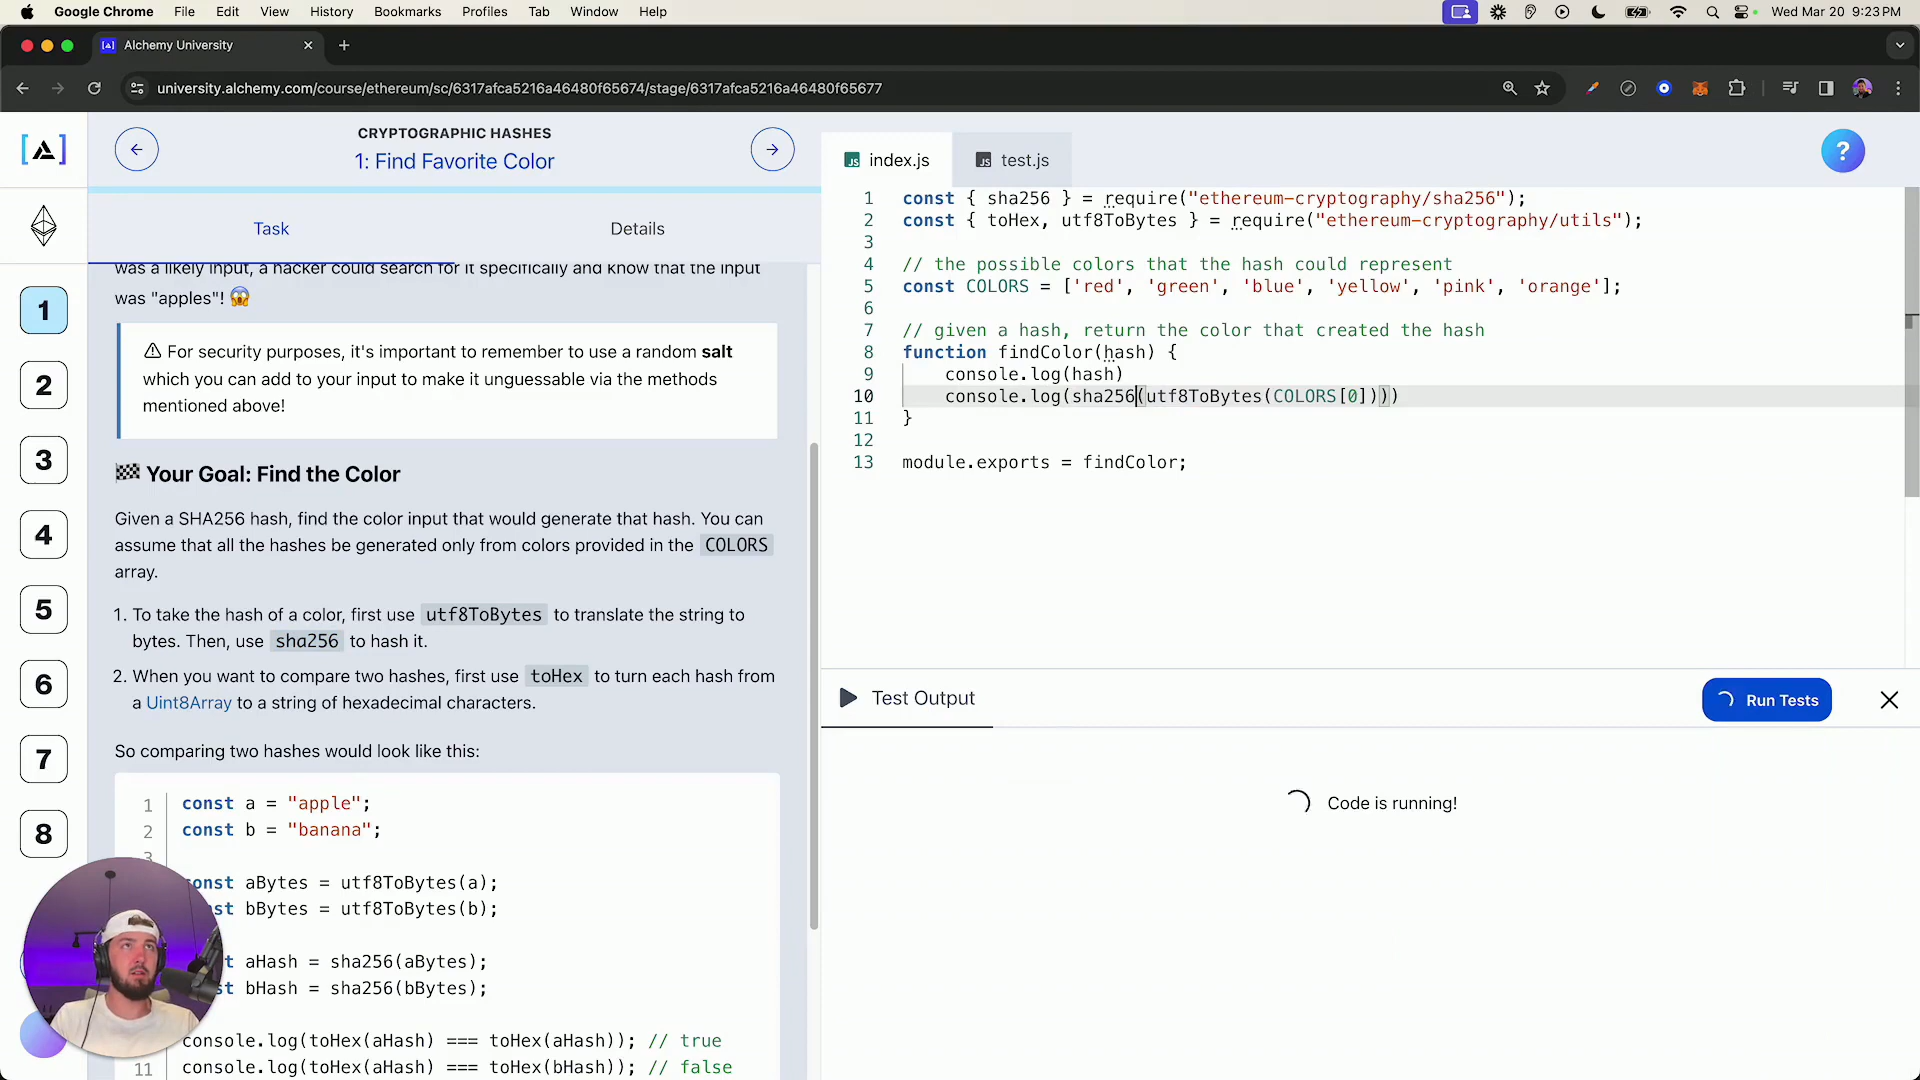 Google Chrome File Edit View History Bookmarks Profiles Tab Window Help
Wed Mar 20 9:23 PM
Alchemy University
university.alchemy.com/course/ethereum/sc/6317afca5216a46480f65674/stage/6317afca5216a46480f65677
CRYPTOGRAPHIC HASHES
1: Find Favorite Color
Task
Details
was a likely input, a hacker could search for it specifically and know that the input
was "apples"! 😱
⚠ For security purposes, it's important to remember to use a random salt
which you can add to your input to make it unguessable via the methods
mentioned above!
🏁 Your Goal: Find the Color
Given a SHA256 hash, find the color input that would generate that hash. You can
assume that all the hashes be generated only from colors provided in the COLORS
array.
1. To take the hash of a color, first use utf8ToBytes to translate the string to
bytes. Then, use sha256 to hash it.
2. When you want to compare two hashes, first use toHex to turn each hash from
a Uint8Array to a string of hexadecimal characters.
So comparing two hashes would look like this:
1 const a = "apple";
2 const b = "banana";
3
const aBytes = utf8ToBytes(a);
const bBytes = utf8ToBytes(b);
t aHash = sha256(aBytes);
st bHash = sha256(bBytes);
console.log(toHex(aHash) === toHex(aHash)); // true
11 console.log(toHex(aHash) === toHex(bHash)); // false
1
2
3
4
5
6
7
8
index.js
test.js
?
1 const { sha256 } = require("ethereum-cryptography/sha256");
2 const { toHex, utf8ToBytes } = require("ethereum-cryptography/utils");
3
4 // the possible colors that the hash could represent
5 const COLORS = ['red', 'green', 'blue', 'yellow', 'pink', 'orange'];
6
7 // given a hash, return the color that created the hash
8 function findColor(hash) {
9 console.log(hash)
10 console.log(sha256(utf8ToBytes(COLORS[0])))
11 }
12
13 module.exports = findColor;
Test Output
Run Tests
Code is running!